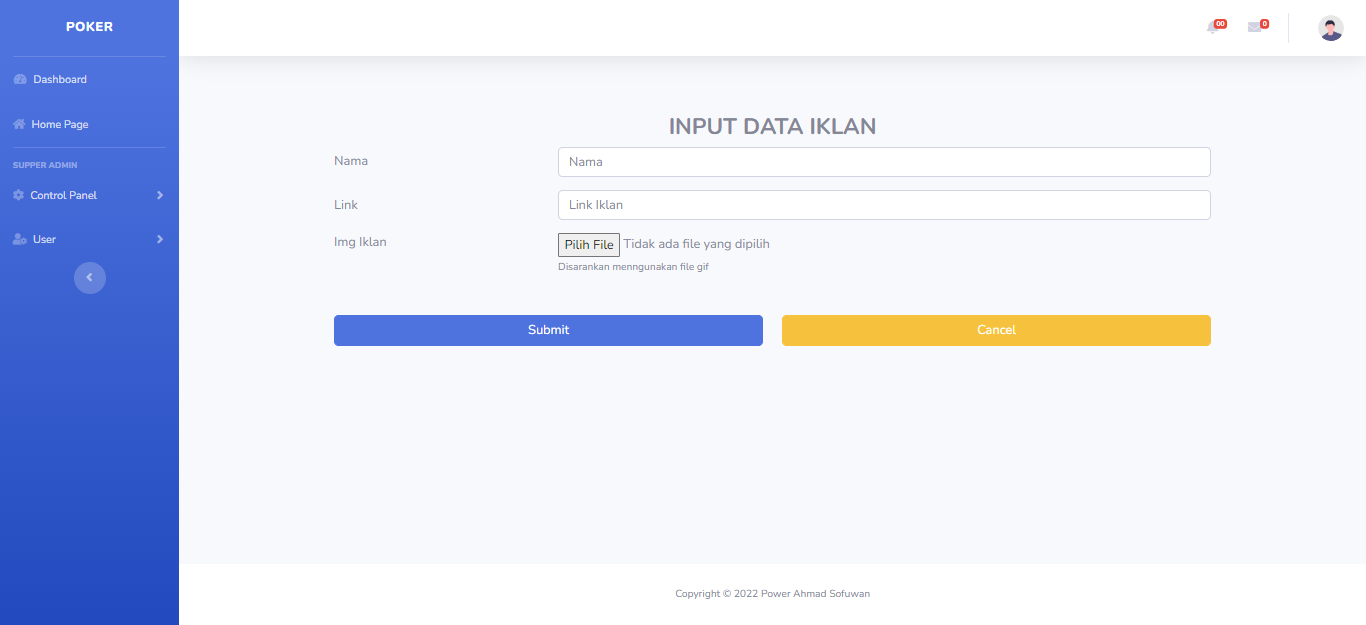 POKER
00
0
Dashboard
Home Page
SUPPER ADMIN
Control Panel
User
INPUT DATA IKLAN
Nama
Nama
Link
Link Iklan
Img Iklan
Pilih File Tidak ada file yang dipilih
Disarankan menngunakan file gif
Submit
Cancel
Copyright © 2022 Power Ahmad Sofuwan